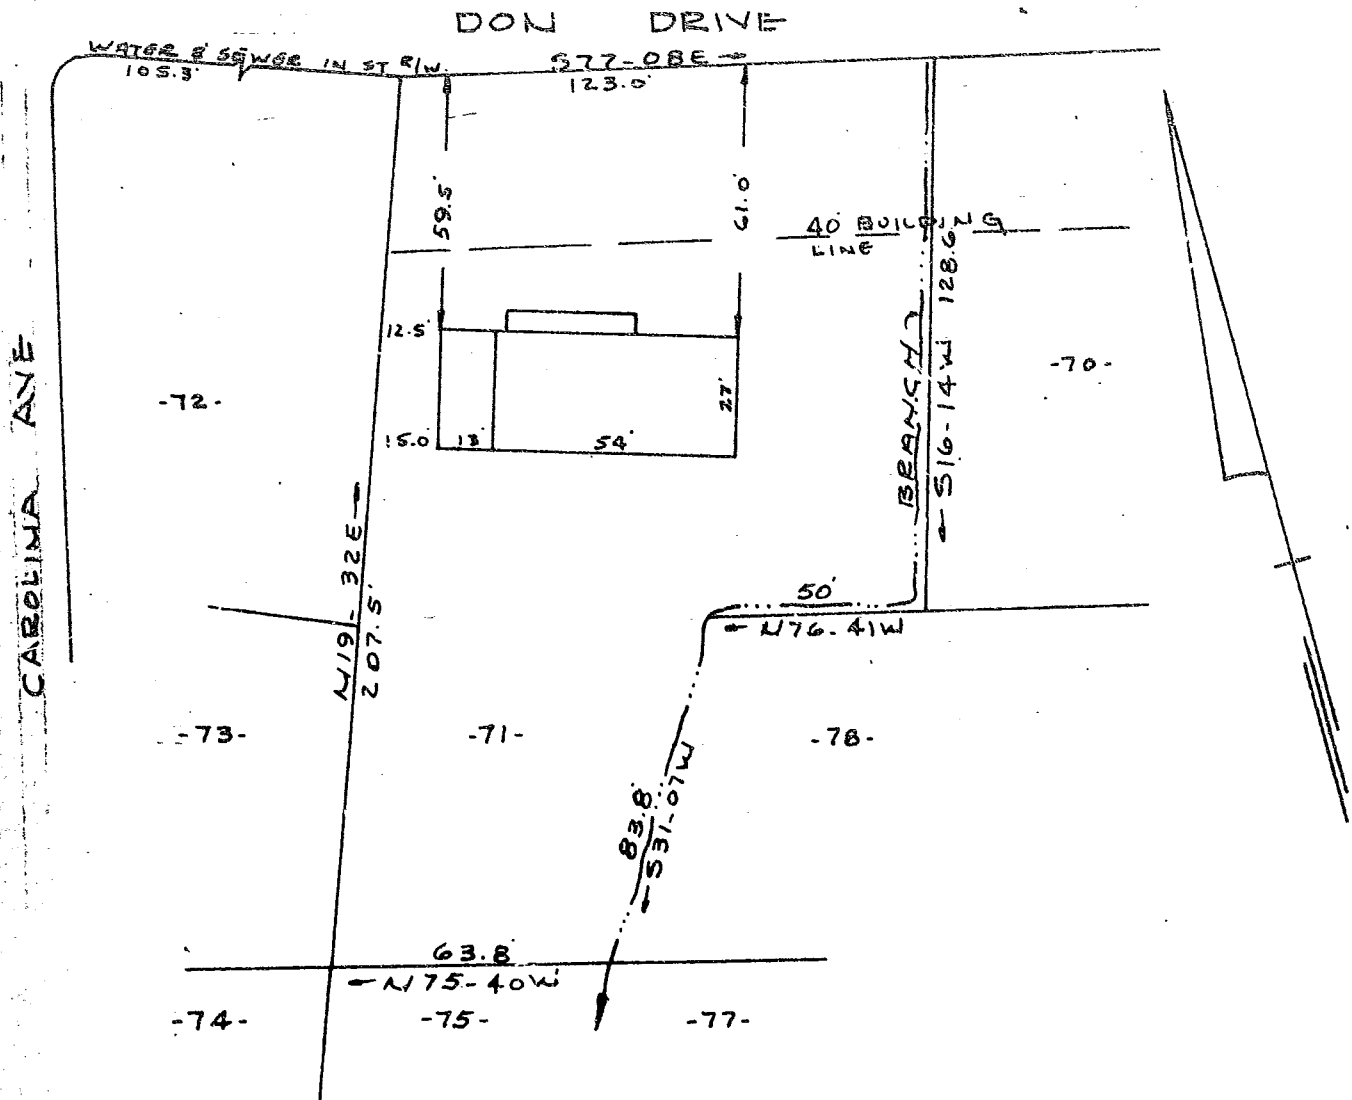 DON DRIVE
WATER & SEWER IN ST R/W.
105.3'
S77-08E
123.0'
59.5'
61.0'
40' BUILDING
LINE
12.5'
15.0'
13'
54'
27'
BRANCH
S16-14W 128.6
-70-
-72-
CAROLINA AVE
N19-32E
207.5'
50'
N76-41W
-73-
-71-
-78-
83.8'
S31-07W
63.8'
N75-40W
-74-
-75-
-77-